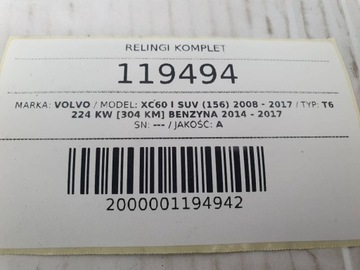 RELINGI KOMPLET
119494
MARKA: VOLVO / MODEL: XC60 I SUV (156) 2008 - 2017 / TYP: T6
224 KW [304 KM] BENZYNA 2014 - 2017
SN: --- / JAKOŚĆ: A
2000001194942